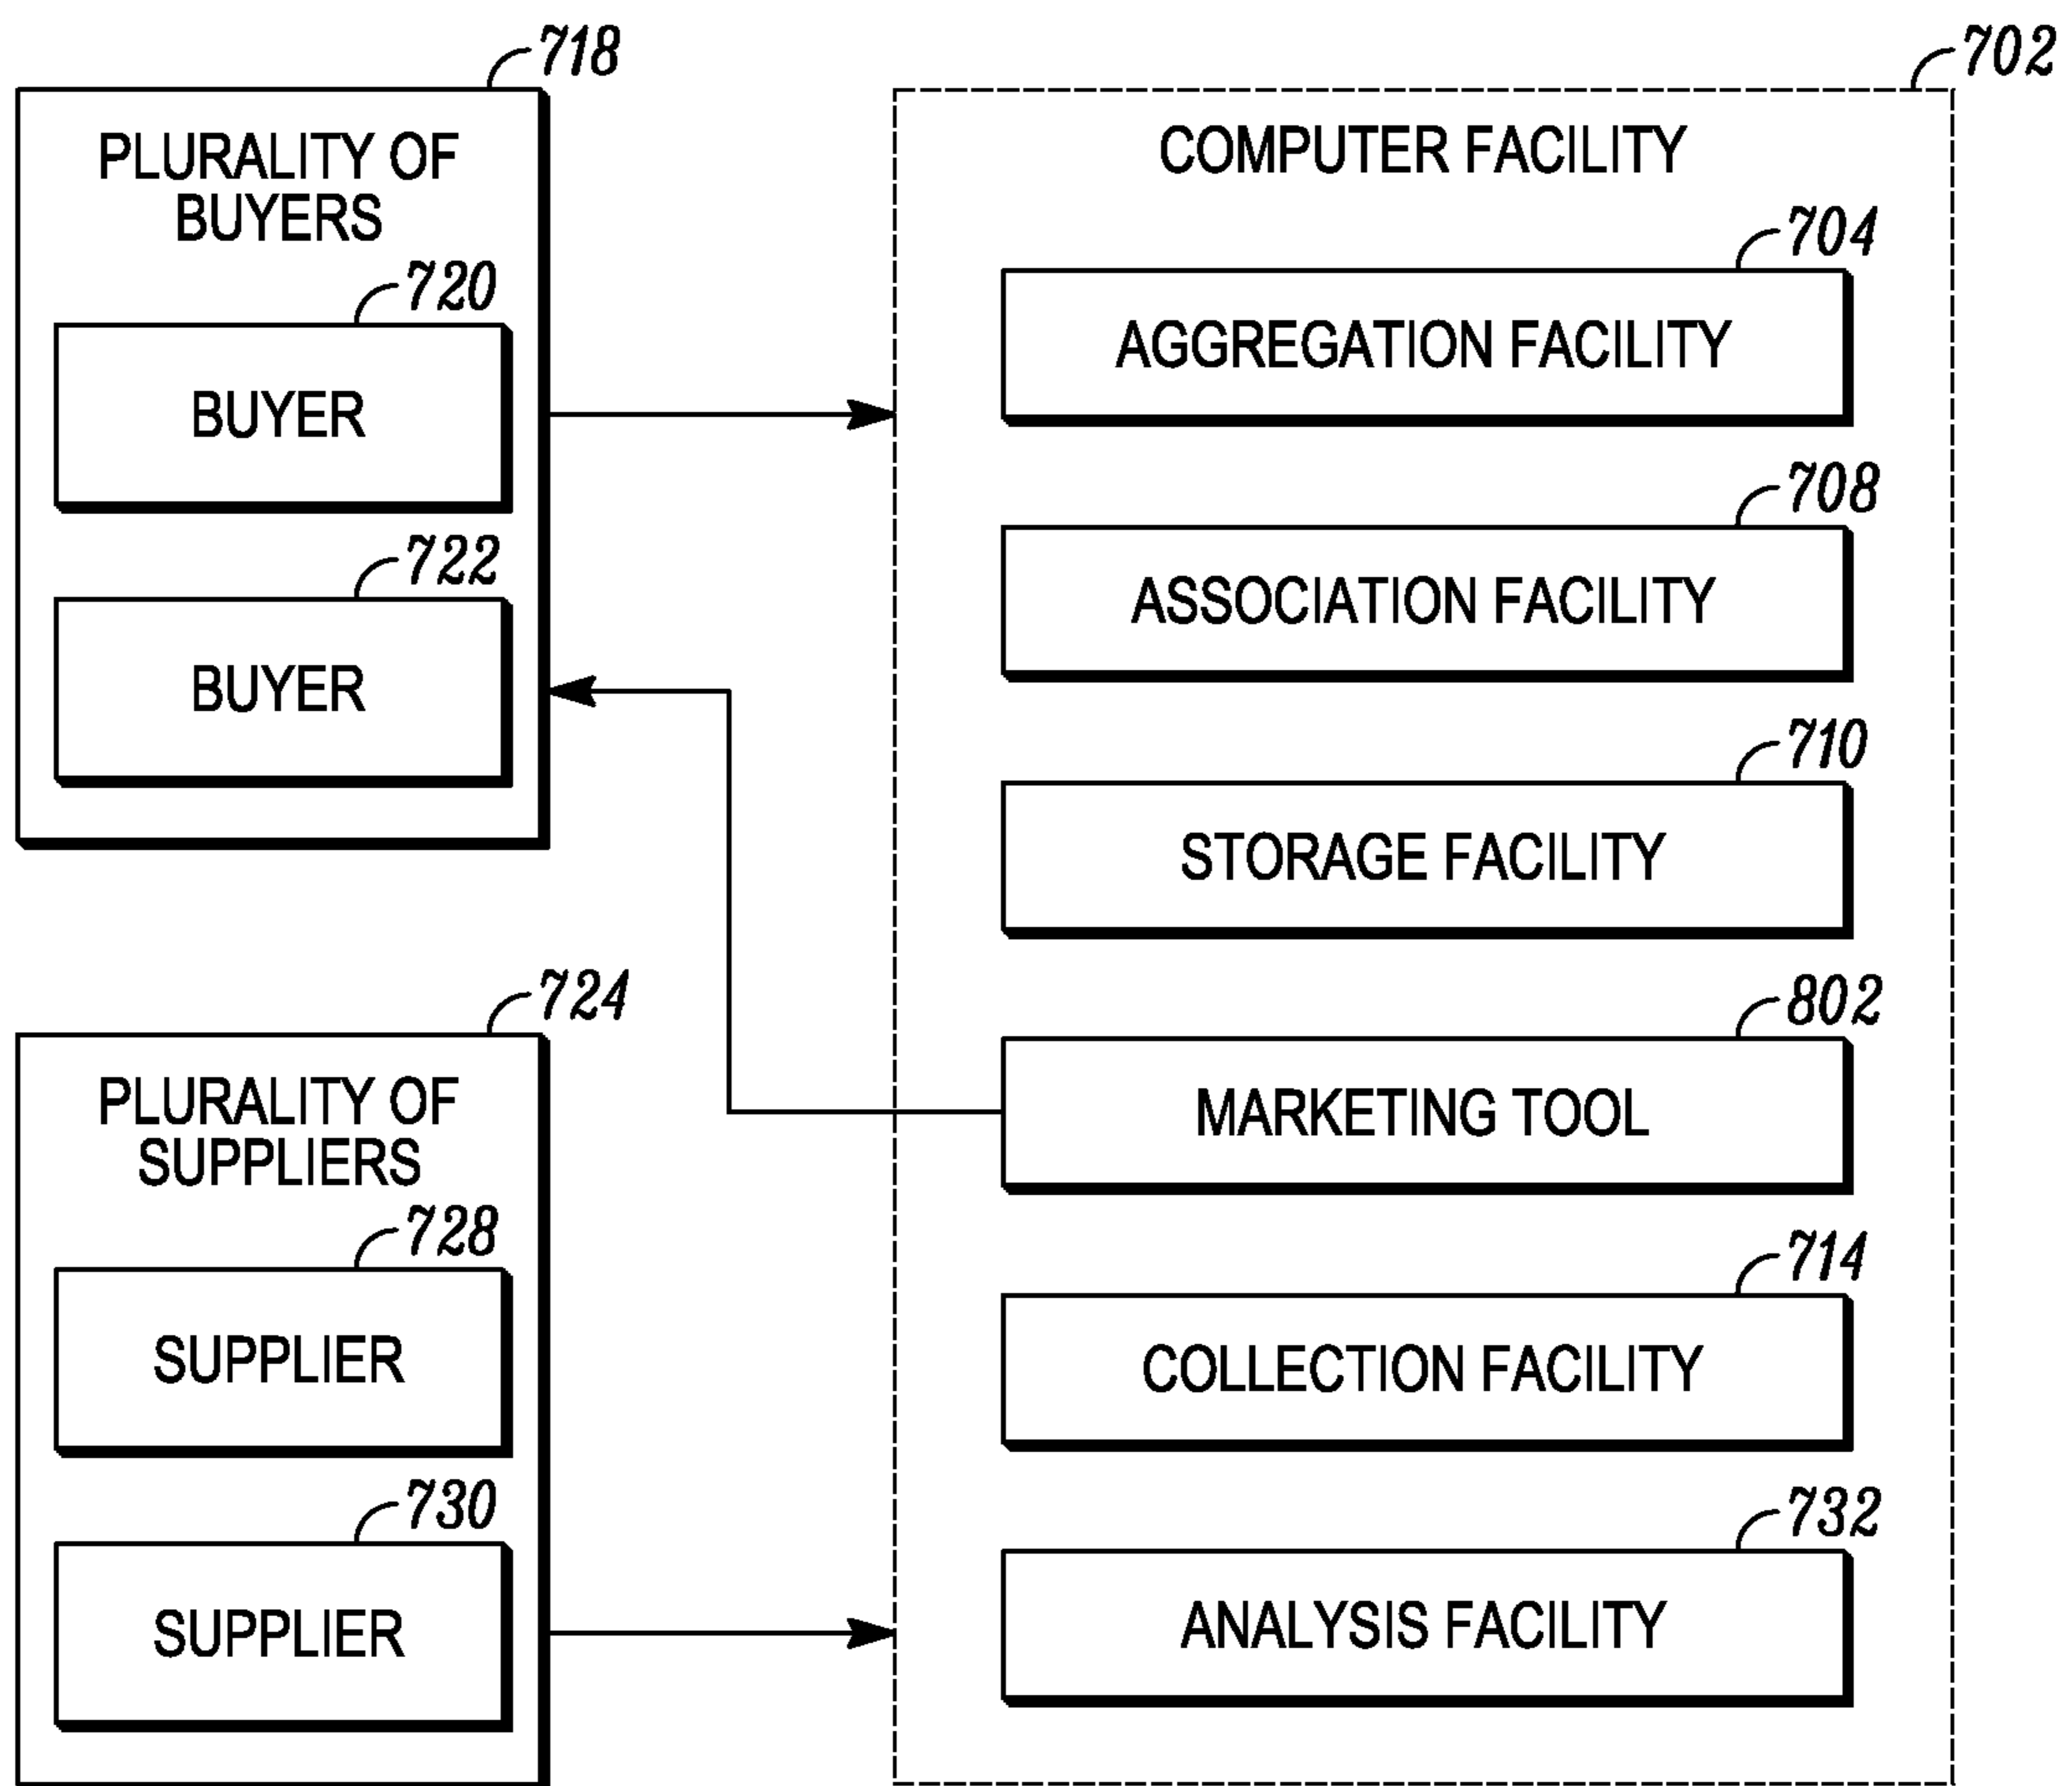 718
PLURALITY OF
BUYERS
720
BUYER
722
BUYER
724
PLURALITY OF
SUPPLIERS
728
SUPPLIER
730
SUPPLIER
702
COMPUTER FACILITY
704
AGGREGATION FACILITY
708
ASSOCIATION FACILITY
710
STORAGE FACILITY
802
MARKETING TOOL
714
COLLECTION FACILITY
732
ANALYSIS FACILITY